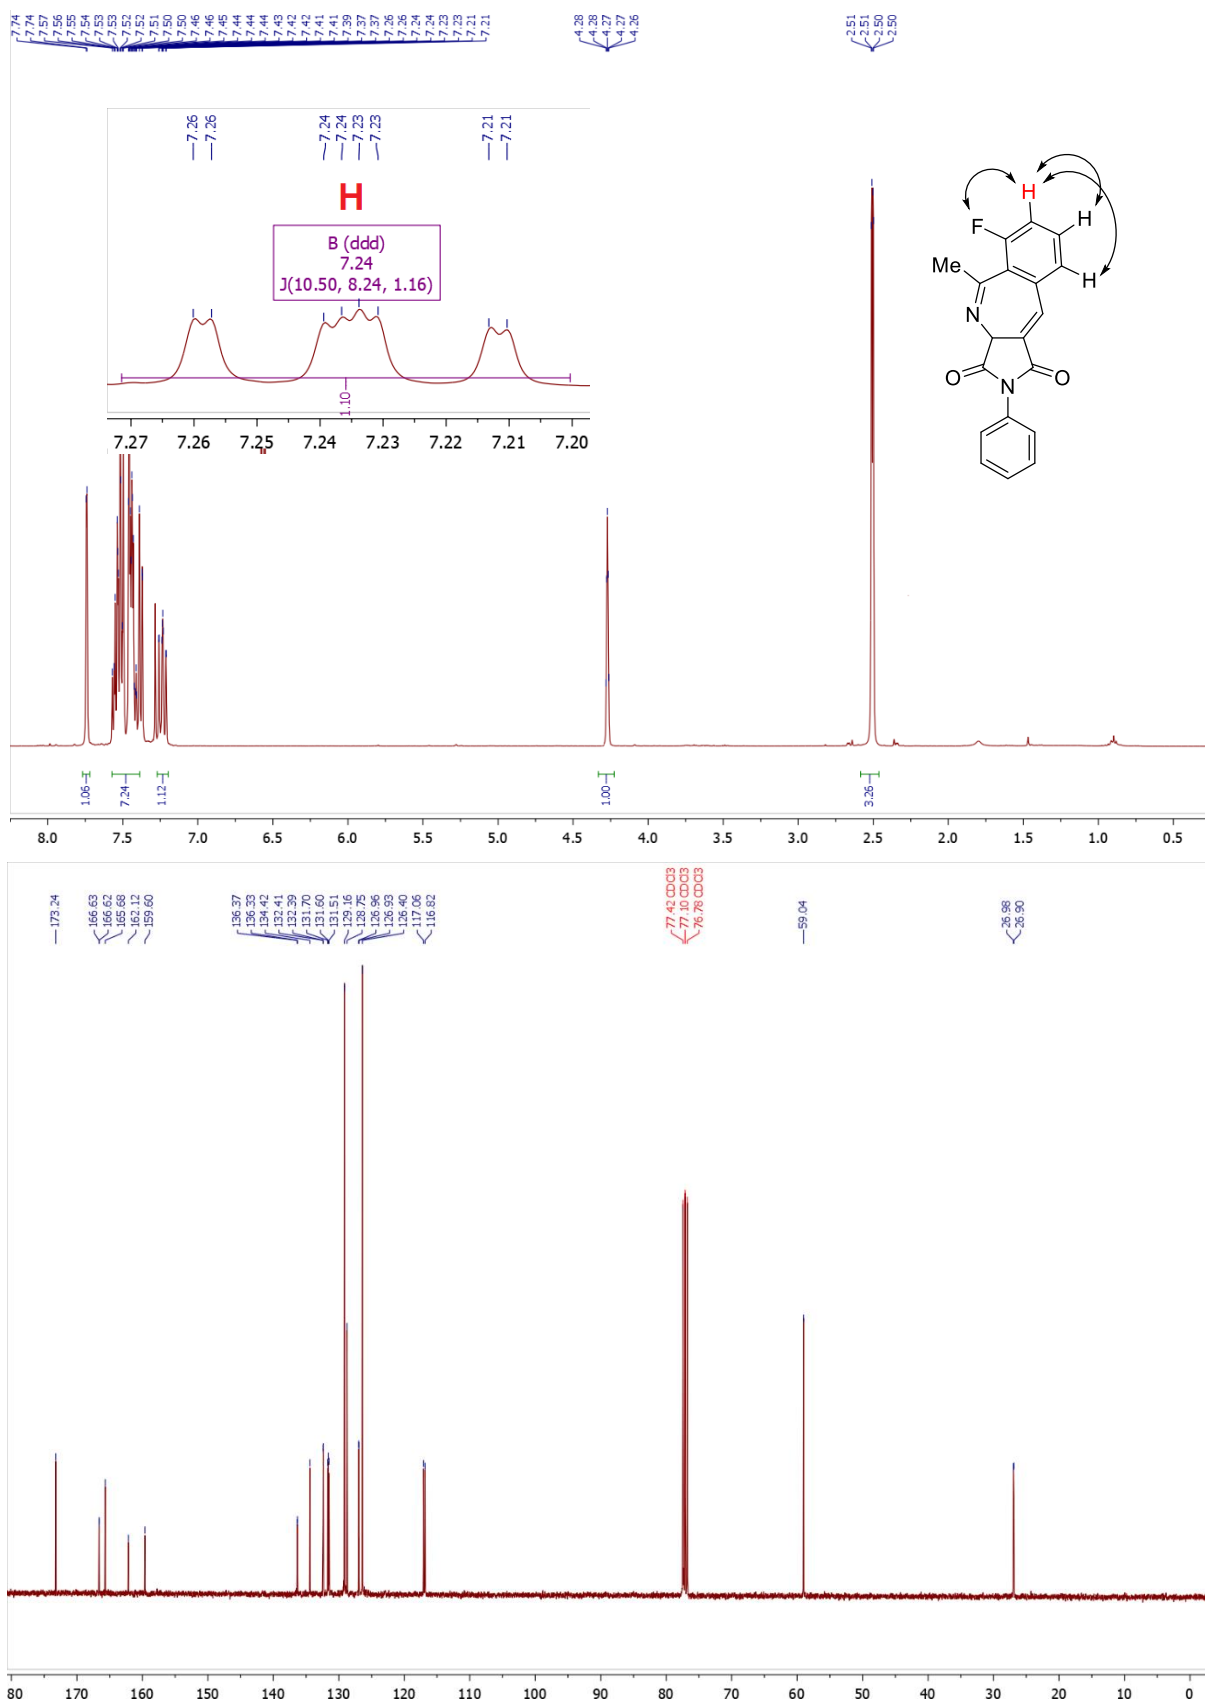 7.74 7.74 7.57 7.56 7.55 7.54 7.53 7.53 7.52 7.52 7.51 7.50 7.50 7.46 7.46 7.45 7.44 7.44 7.43 7.42 7.42 7.41 7.41 7.39 7.37 7.37 7.26 7.26 7.24 7.24 7.23 7.23 7.21 7.21
4.28 4.28 4.27 4.27 4.26
2.51 2.51 2.50 2.50
7.26 7.26 7.24 7.24 7.23 7.23 7.21 7.21
H
B (ddd)
7.24
J(10.50, 8.24, 1.16)
1.10
7.27 7.26 7.25 7.24 7.23 7.22 7.21 7.20
H
F
H
Me
H
N
O
O
N
1.06 7.24 1.12 1.00 3.26
8.0 7.5 7.0 6.5 6.0 5.5 5.0 4.5 4.0 3.5 3.0 2.5 2.0 1.5 1.0 0.5
173.24 166.63 166.62 165.68 162.12 159.60
136.37 136.33 134.42 132.41 132.39 131.70 131.60 131.51 129.16 128.75 126.96 126.93 126.40 117.06 116.82
77.42 CDCl3 77.10 CDCl3 76.78 CDCl3
59.04
26.98 26.90
80 170 160 150 140 130 120 110 100 90 80 70 60 50 40 30 20 10 0